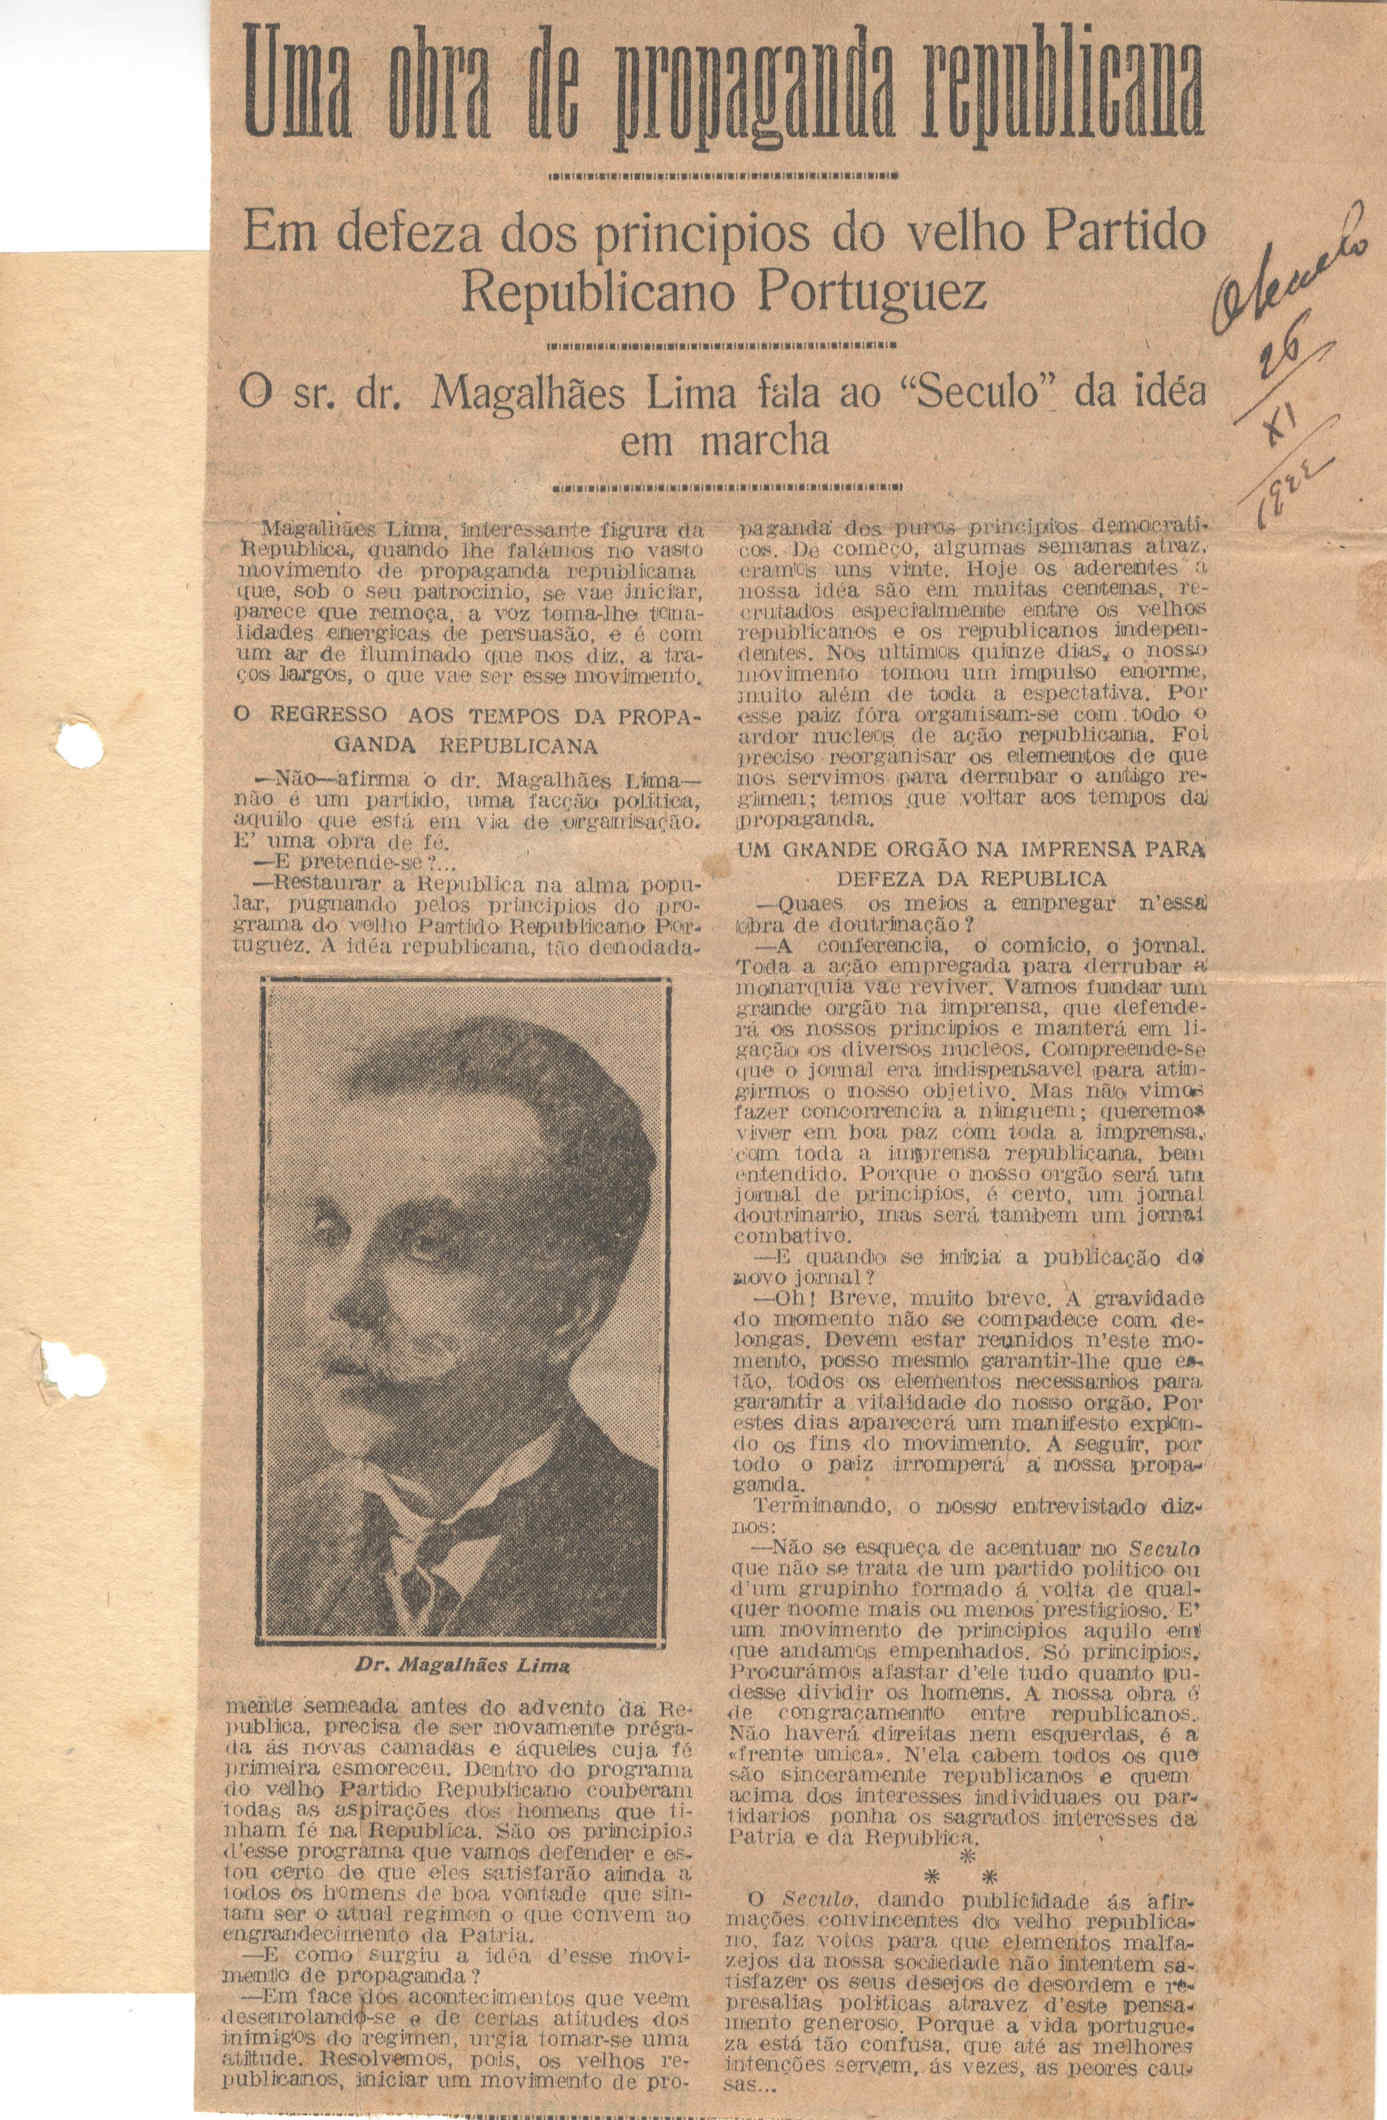 Uma obra de propaganda republicana
Em defeza dos principios do velho Partido
Republicano Portuguez
O sr. dr. Magalhães Lima fala ao “Seculo” da idéa
em marcha
O Seculo
26
XI
1922
Magalhães Lima, interessante figura da
Republica, quando lhe falámos no vasto
movimento de propaganda republicana
que, sob o seu patrocinio, se vae iniciar,
parece que remoça, a voz toma-lhe tona-
lidades energicas de persuasão, e é com
um ar de iluminado que nos diz, a tra-
ços largos, o que vae ser esse movimento.
O REGRESSO AOS TEMPOS DA PROPA-
GANDA REPUBLICANA
—Não—afirma o dr. Magalhães Lima—
não é um partido, uma facção politica,
aquilo que está em via de organisação.
E' uma obra de fé.
—E pretende-se?...
—Restaurar a Republica na alma popu-
lar, pugnando pelos principios do pro-
grama do velho Partido Republicano Por-
tuguez. A idéa republicana, tão denodada-
Dr. Magalhães Lima
mente semeada antes do advento da Re-
publica, precisa de ser novamente préga-
da ás novas camadas e áqueles cuja fé
primeira esmoreceu. Dentro do programa
do velho Partido Republicano couberam
todas as aspirações dos homens que ti-
nham fé na Republica. São os principios
d'esse programa que vamos defender e es-
tou certo de que eles satisfarão ainda a
todos os homens de boa vontade que sin-
tam ser o atual regimen o que convem ao
engrandecimento da Patria.
—E como surgiu a idéa d'esse movi-
mento de propaganda?
—Em face dos acontecimentos que veem
desenrolando-se e de certas atitudes dos
inimigos do regimen, urgia tomar-se uma
atitude. Resolvemos, pois, os velhos re-
publicanos, iniciar um movimento de pro-
paganda dos puros principios democrati-
cos. De começo, algumas semanas atraz,
eramos uns vinte. Hoje os aderentes á
nossa idéa são em muitas centenas, re-
crutados especialmente entre os velhos
republicanos e os republicanos indepen-
dentes. Nos ultimos quinze dias, o nosso
movimento tomou um impulso enorme,
muito além de toda a espectativa. Por
esse paiz fóra organisam-se com todo o
ardor nucleos de ação republicana. Foi
preciso reorganisar os elementos de que
nos servimos para derrubar o antigo re-
gimen; temos que voltar aos tempos da
propaganda.
UM GRANDE ORGÃO NA IMPRENSA PARA
DEFEZA DA REPUBLICA
—Quaes os meios a empregar n'essa
obra de doutrinação?
—A conferencia, o comicio, o jornal.
Toda a ação empregada para derrubar a
monarquia vae reviver. Vamos fundar um
grande orgão na imprensa, que defende-
rá os nossos principios e manterá em li-
gação os diversos nucleos. Compreende-se
que o jornal era indispensavel para atin-
girmos o nosso objetivo. Mas não vimos
fazer concorrencia a ninguem; queremos
viver em boa paz com toda a imprensa,
com toda a imprensa republicana, bem
entendido. Porque o nosso orgão será um
jornal de principios, é certo, um jornal
doutrinario, mas será tambem um jornal
combativo.
—E quando se inicia a publicação do
novo jornal?
—Oh! Breve, muito breve. A gravidade
do momento não se compadece com de-
longas. Devem estar reunidos n'este mo-
mento, posso mesmo garantir-lhe que es-
tão, todos os elementos necessarios para
garantir a vitalidade do nosso orgão. Por
estes dias aparecerá um manifesto expon-
do os fins do movimento. A seguir, por
todo o paiz irromperá a nossa propa-
ganda.
Terminando, o nosso entrevistado diz-
nos:
—Não se esqueça de acentuar no Seculo
que não se trata de um partido politico ou
d'um grupinho formado á volta de qual-
quer noome mais ou menos prestigioso. E'
um movimento de principios aquilo em
que andamos empenhados. Só principios.
Procurámos afastar d'ele tudo quanto pu-
desse dividir os homens. A nossa obra é
de congraçamento entre republicanos.
Não haverá direitas nem esquerdas, é a
«frente unica». N'ela cabem todos os que
são sinceramente republicanos e quem
acima dos interesses individuaes ou par-
tidarios ponha os sagrados interesses da
Patria e da Republica.
*
* *
O Seculo, dando publicidade ás afir-
mações convincentes do velho republica-
no, faz votos para que elementos malfa-
zejos da nossa sociedade não intentem sa-
tisfazer os seus desejos de desordem e re-
presalias politicas atravez d'este pensa-
mento generoso. Porque a vida portugue-
za está tão confusa, que até as melhores
intenções servem, ás vezes, as peores cau-
sas...